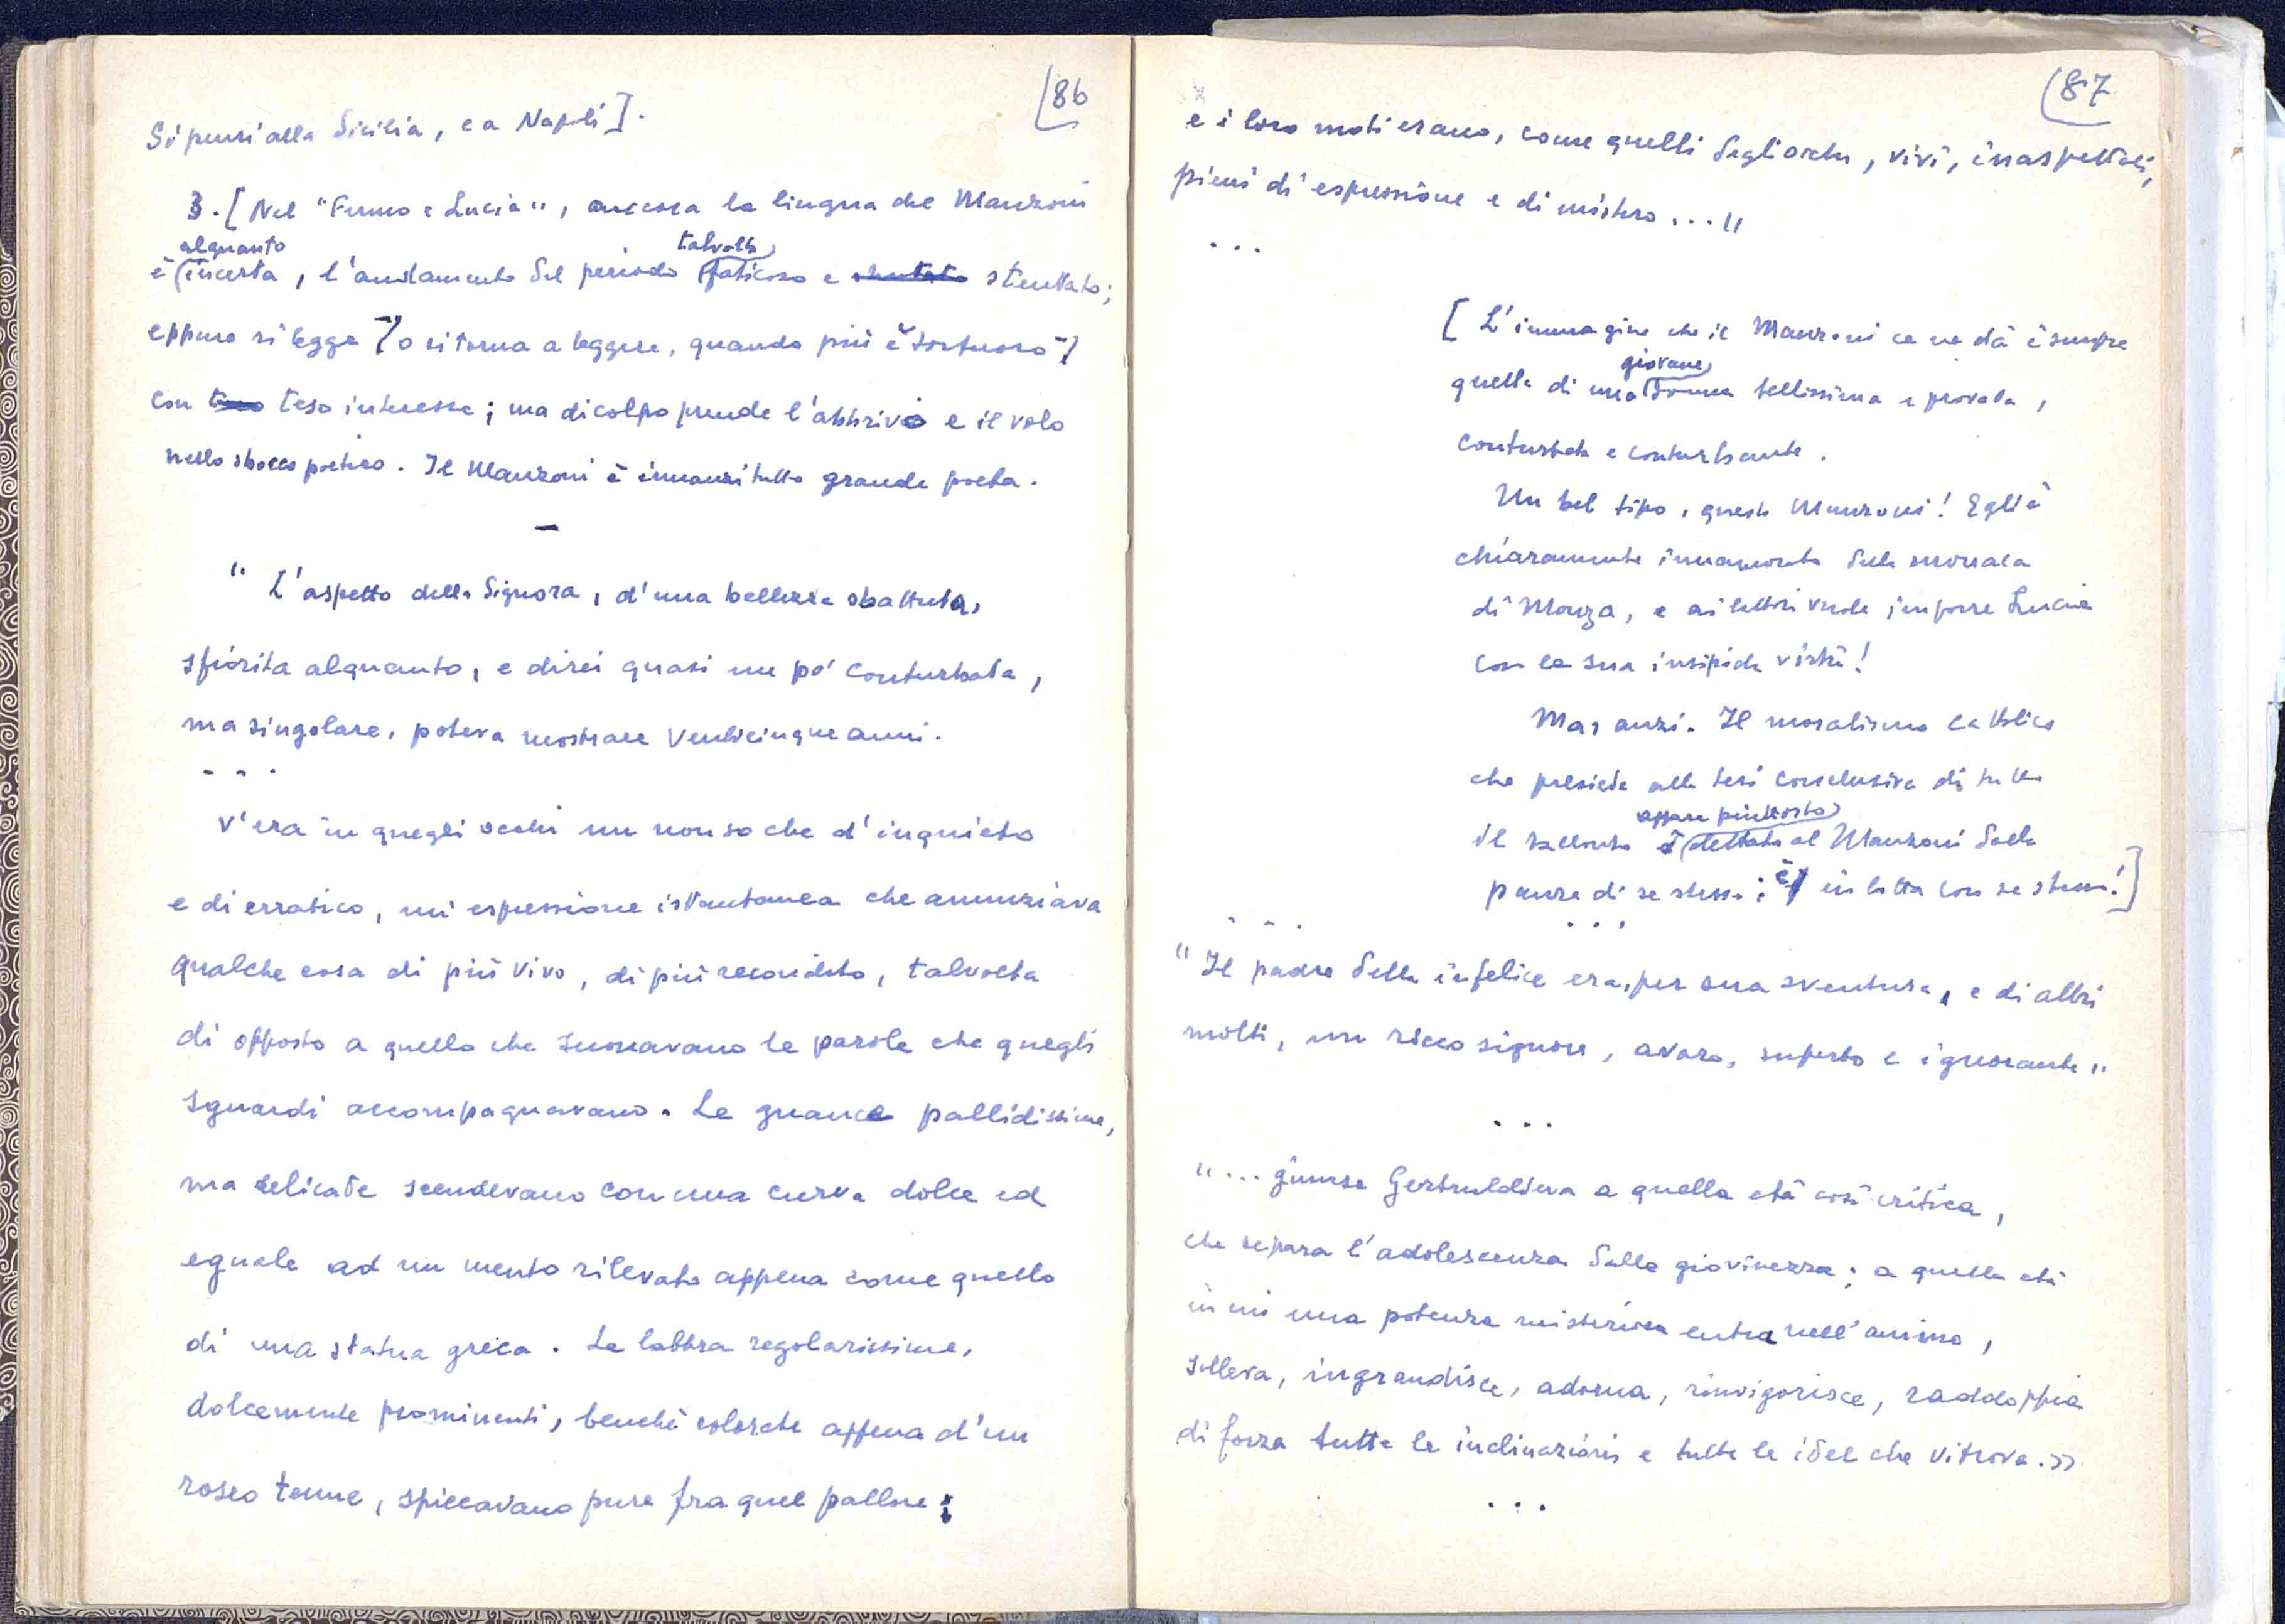 86
Si pensi alla Sicilia, e a Napoli].
3. [Nel "Fermo e Lucia", ancora la lingua del Manzoni
alquanto talvolta
è incerta, l'andamento del periodo faticoso e stentato;
eppure si legge [o si torna a leggere, quando più è tortuoso]
con teso interesse; ma di colpo prende l'abbrivo e il volo
nello sbocco poetico. Il Manzoni è innanzi tutto grande poeta.
—
"L'aspetto della Signora, d'una bellezza sbattuta,
sfiorita alquanto, e direi quasi un po' conturbata,
ma singolare, poteva mostrare venticinque anni.
- - -
V'era in quegli occhi un non so che d'inquieto
e di erratico, un'espressione istantanea che annunziava
qualche cosa di più vivo, di più recondito, talvolta
di opposto a quello che suonavano le parole che quegli
sguardi accompagnavano. Le guance pallidissime,
ma delicate scendevano con una curva dolce ed
eguale ad un mento rilevato appena come quello
di una statua greca. Le labbra regolarissime,
dolcemente prominenti, benché colorate appena d'un
roseo tenue, spiccavano pure fra quel pallore;
87
e i loro moti erano, come quelli degli occhi, vivi, inaspettati,
pieni di espressione e di mistero..."
...
[L'immagine che il Manzoni ce ne dà è sempre
giovane
quella di una donna bellissima e provata,
conturbata e conturbante.
Un bel tipo, questo Manzoni! Egli è
chiaramente innamorato della monaca
di Monza, e ai lettori vuole imporre Lucia
con la sua insipida virtù!
Ma, anzi. Il moralismo cattolico
che presiede alla tesi conclusiva di tutto
appare piuttosto
il racconto dettato al Manzoni dalla
paura di se stesso; è in lotta con se stesso!]
- - . . . .
"Il padre della infelice era, per sua sventura, e di altri
molti, un ricco signore, avaro, superbo e ignorante"
...
"... giunse Geltrudina a quella età così critica,
che separa l'adolescenza dalla giovinezza; a quella età
in cui una potenza misteriosa entra nell'animo,
solleva, ingrandisce, adorna, rinvigorisce, raddoppia
di forza tutte le inclinazioni e tutte le idee che vi trova.»
...